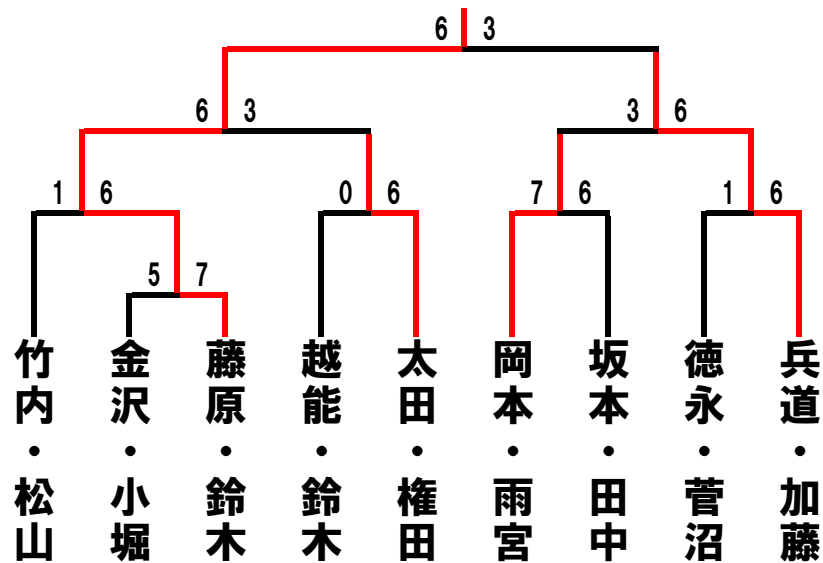 6 3
6 3
3 6
1 6
0 6
7 6
1 6
5 7
竹内・松山
金沢・小堀
藤原・鈴木
越能・鈴木
太田・権田
岡本・雨宮
坂本・田中
徳永・菅沼
兵道・加藤